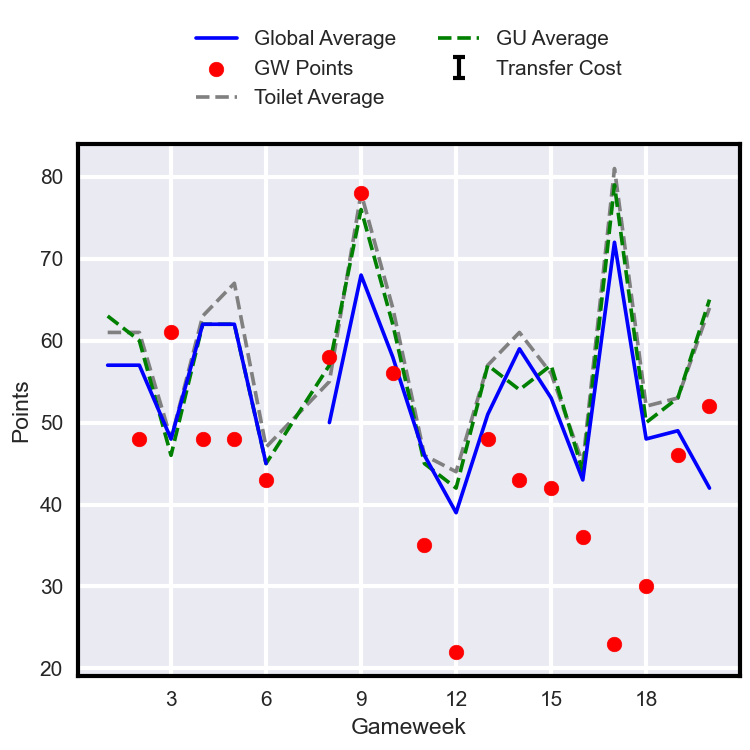 Global Average
GW Points
Toilet Average
GU Average
Transfer Cost
Points
80
70
60
50
40
30
20
3 6 9 12 15 18
Gameweek